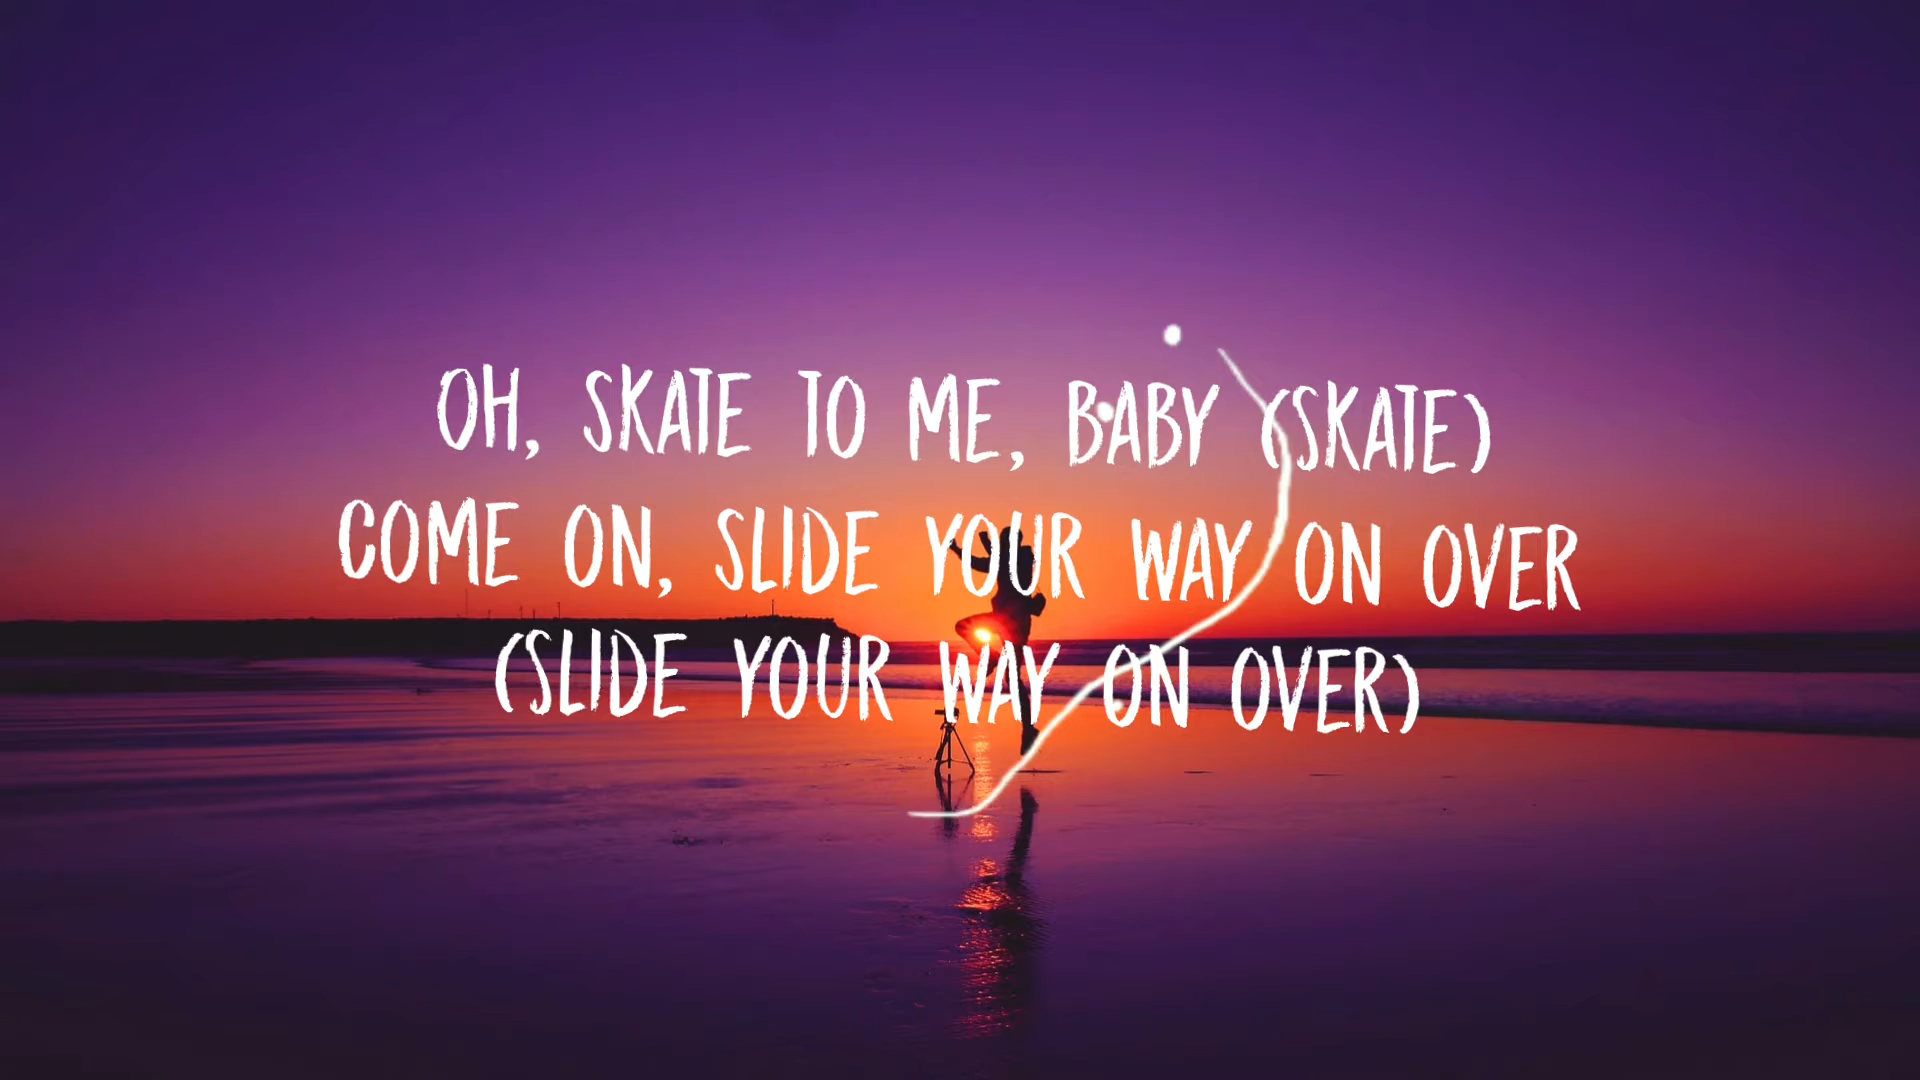 OH, SKATE TO ME, BABY (SKATE)
COME ON, SLIDE YOUR WAY ON OVER
(SLIDE YOUR WAY ON OVER)